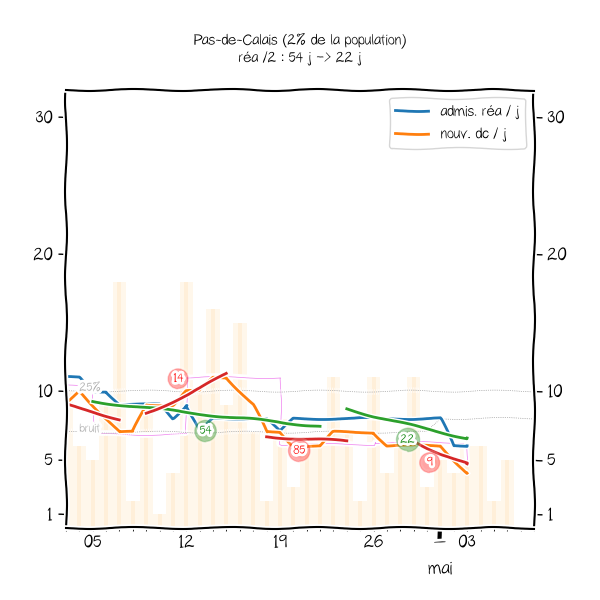 Pas-de-Calais (2% de la population)
réa /2 : 54 j -> 22 j
admis. réa / j
nouv. dc / j
30 30
20 20
14
25%
10 10
bruit
54
22
85
9
5 5
1 1
05 12 19 26 03
mai